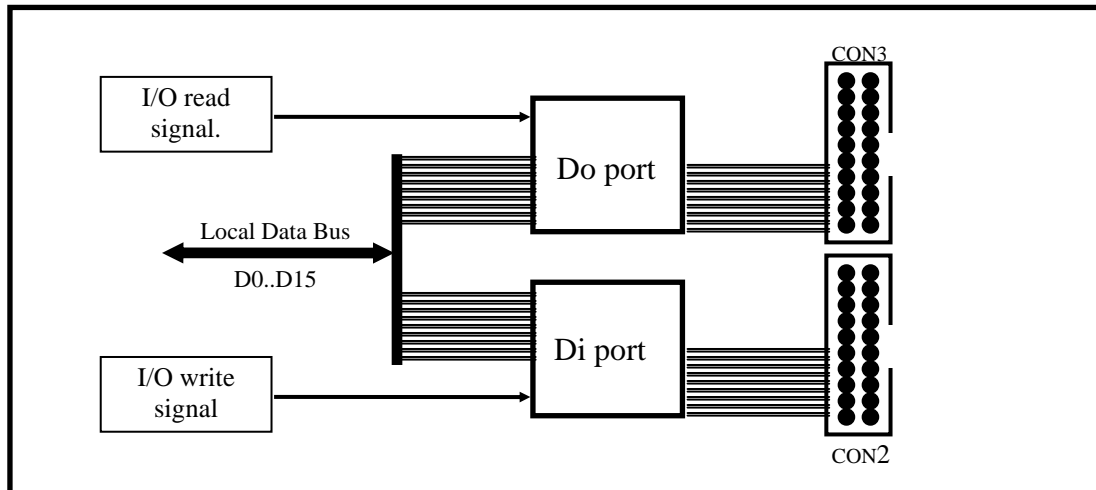 CON3
I/O read
signal.
Do port
Local Data Bus
D0..D15
Di port
I/O write
signal
CON2